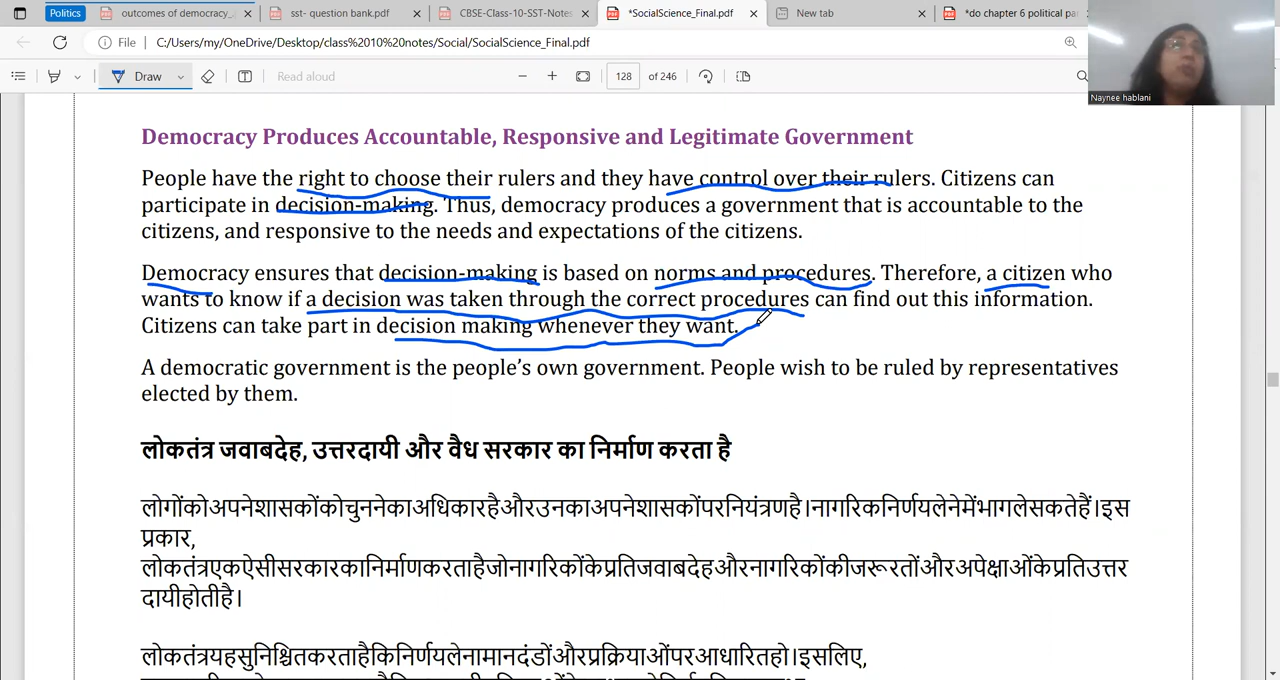 Politics
outcomes of democracy_
sst- question bank.pdf
CBSE-Class-10-SST-Notes
*SocialScience_Final.pdf
New tab
*do chapter 6 political pa
File
C:/Users/my/OneDrive/Desktop/class%2010%20notes/Social/SocialScience_Final.pdf
Draw
Read aloud
128 of 246
Naynee hablani
Democracy Produces Accountable, Responsive and Legitimate Government
People have the right to choose their rulers and they have control over their rulers. Citizens can
participate in decision-making. Thus, democracy produces a government that is accountable to the
citizens, and responsive to the needs and expectations of the citizens.
Democracy ensures that decision-making is based on norms and procedures. Therefore, a citizen who
wants to know if a decision was taken through the correct procedures can find out this information.
Citizens can take part in decision making whenever they want.
A democratic government is the people’s own government. People wish to be ruled by representatives
elected by them.
लोकतंत्र जवाबदेह, उत्तरदायी और वैध सरकार का निर्माण करता है
लोगोंकोअपनेशासकोंकोचुननेकाअधिकारहैऔरउनकाअपनेशासकोंपरनियंत्रणहै।नागरिकनिर्णयलेनेमेंभागलेसकतेहैं।इस
प्रकार,
लोकतंत्रएकऐसीसरकारकानिर्माणकरताहैजोनागरिकोंकेप्रतिजवाबदेहऔरनागरिकोंकीजरूरतोंऔरअपेक्षाओंकेप्रतिउत्तर
दायीहोतीहै।
लोकतंत्रयहसुनिश्चितकरताहैकिनिर्णयलेनामानदंडोंऔरप्रक्रियाओंपरआधारितहो।इसलिए,